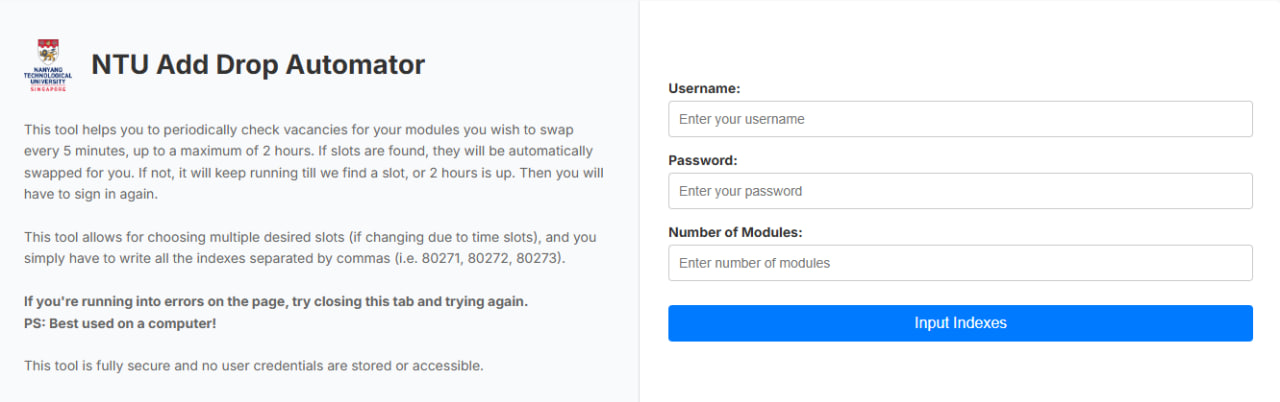 NANYANG
TECHNOLOGICAL
UNIVERSITY
SINGAPORE
NTU Add Drop Automator
This tool helps you to periodically check vacancies for your modules you wish to swap
every 5 minutes, up to a maximum of 2 hours. If slots are found, they will be automatically
swapped for you. If not, it will keep running till we find a slot, or 2 hours is up. Then you will
have to sign in again.
This tool allows for choosing multiple desired slots (if changing due to time slots), and you
simply have to write all the indexes separated by commas (i.e. 80271, 80272, 80273).
If you're running into errors on the page, try closing this tab and trying again.
PS: Best used on a computer!
This tool is fully secure and no user credentials are stored or accessible.
Username:
Enter your username
Password:
Enter your password
Number of Modules:
Enter number of modules
Input Indexes